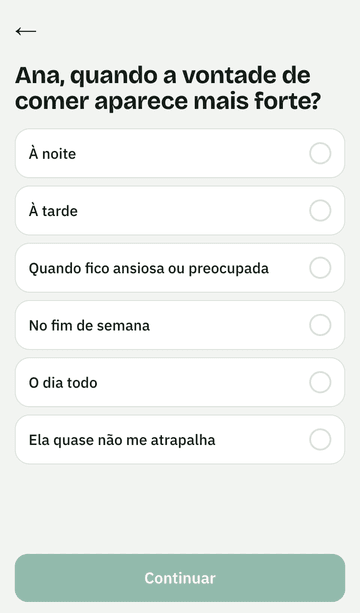 ←
Ana, quando a vontade de
comer aparece mais forte?
À noite
À tarde
Quando fico ansiosa ou preocupada
No fim de semana
O dia todo
Ela quase não me atrapalha
Continuar